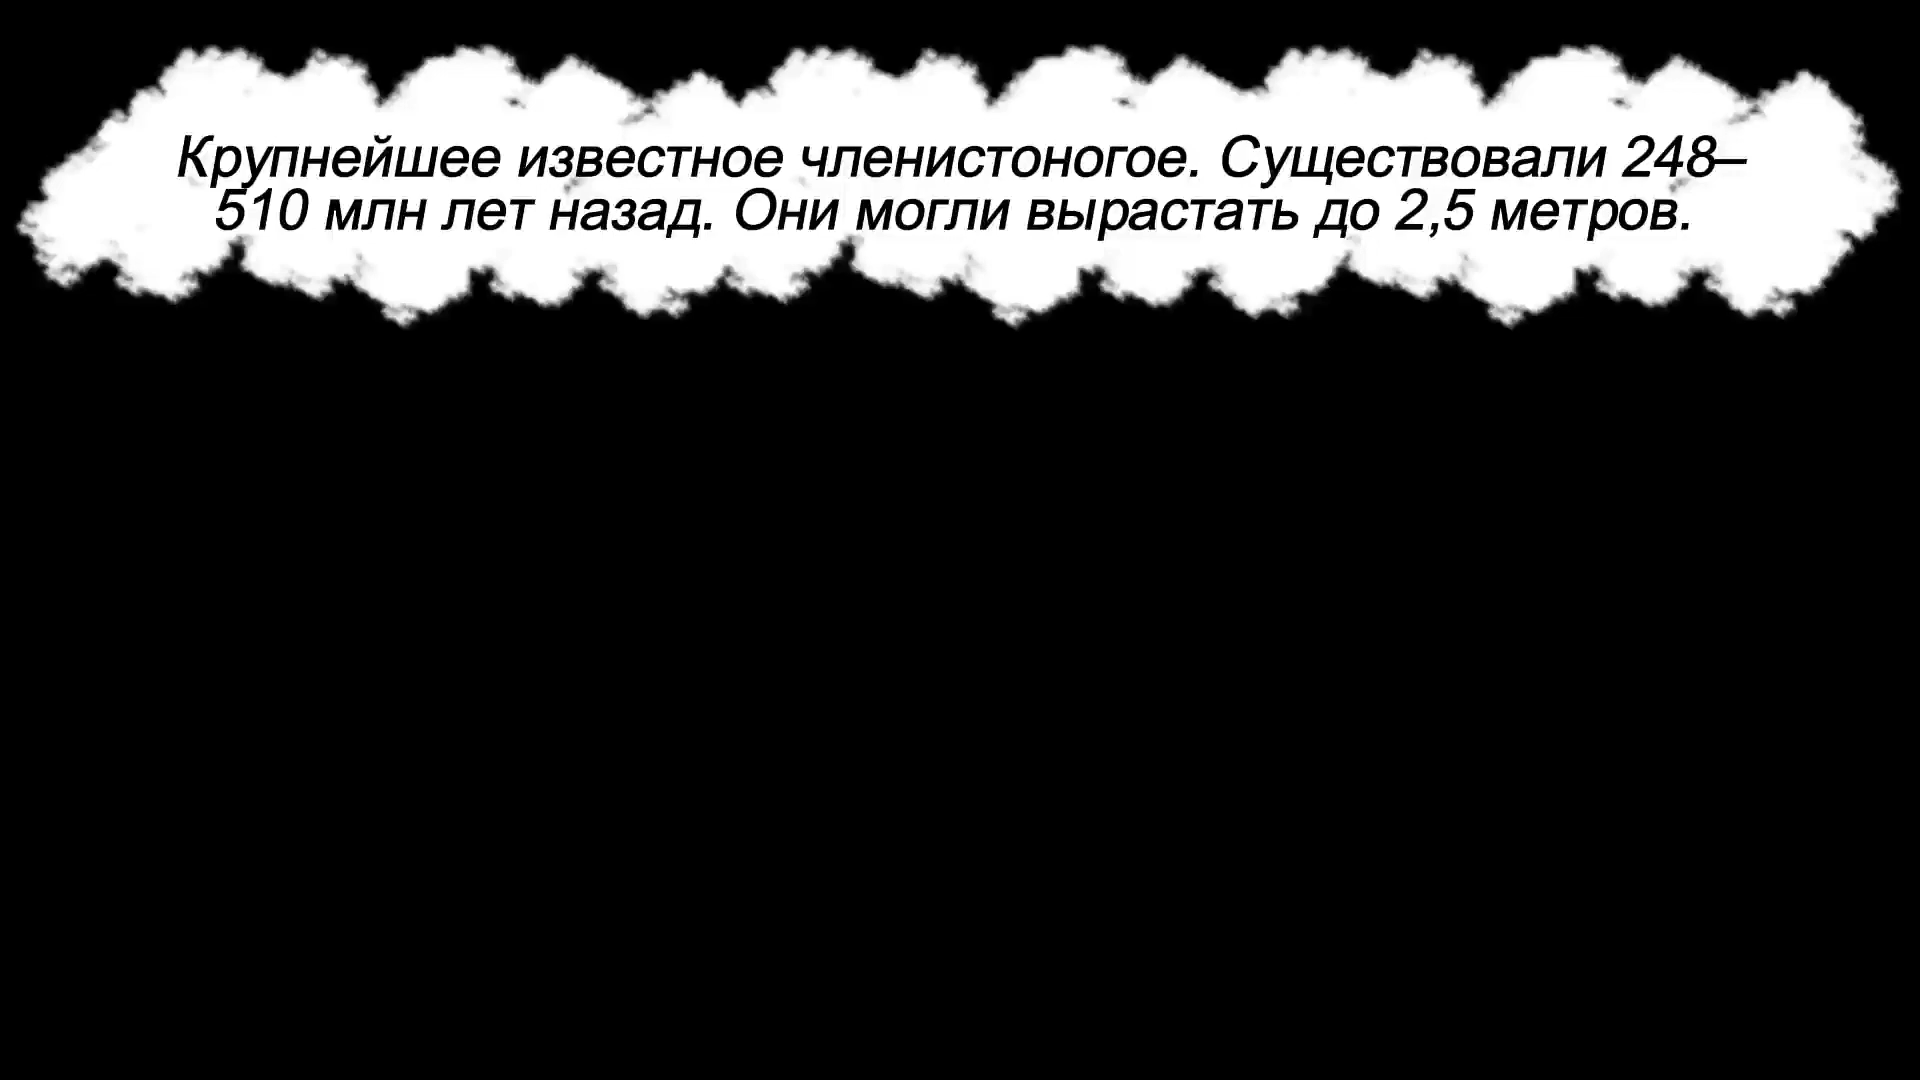 Крупнейшее известное членистоногое. Существовали 248–
510 млн лет назад. Они могли вырастать до 2,5 метров.